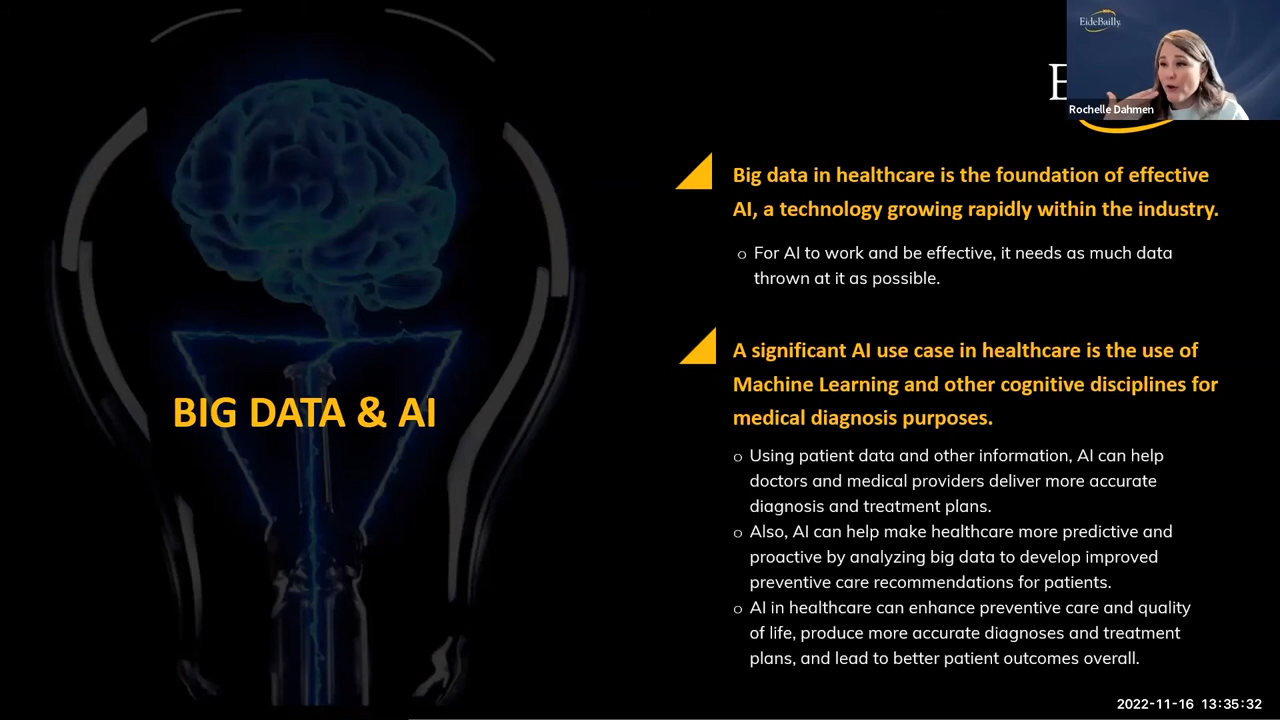 EideBailly
Rochelle Dahmen
Big data in healthcare is the foundation of effective
AI, a technology growing rapidly within the industry.
o For AI to work and be effective, it needs as much data
thrown at it as possible.
A significant AI use case in healthcare is the use of
Machine Learning and other cognitive disciplines for
medical diagnosis purposes.
BIG DATA & AI
o Using patient data and other information, AI can help
doctors and medical providers deliver more accurate
diagnosis and treatment plans.
o Also, AI can help make healthcare more predictive and
proactive by analyzing big data to develop improved
preventive care recommendations for patients.
o AI in healthcare can enhance preventive care and quality
of life, produce more accurate diagnoses and treatment
plans, and lead to better patient outcomes overall.
2022-11-16 13:35:32